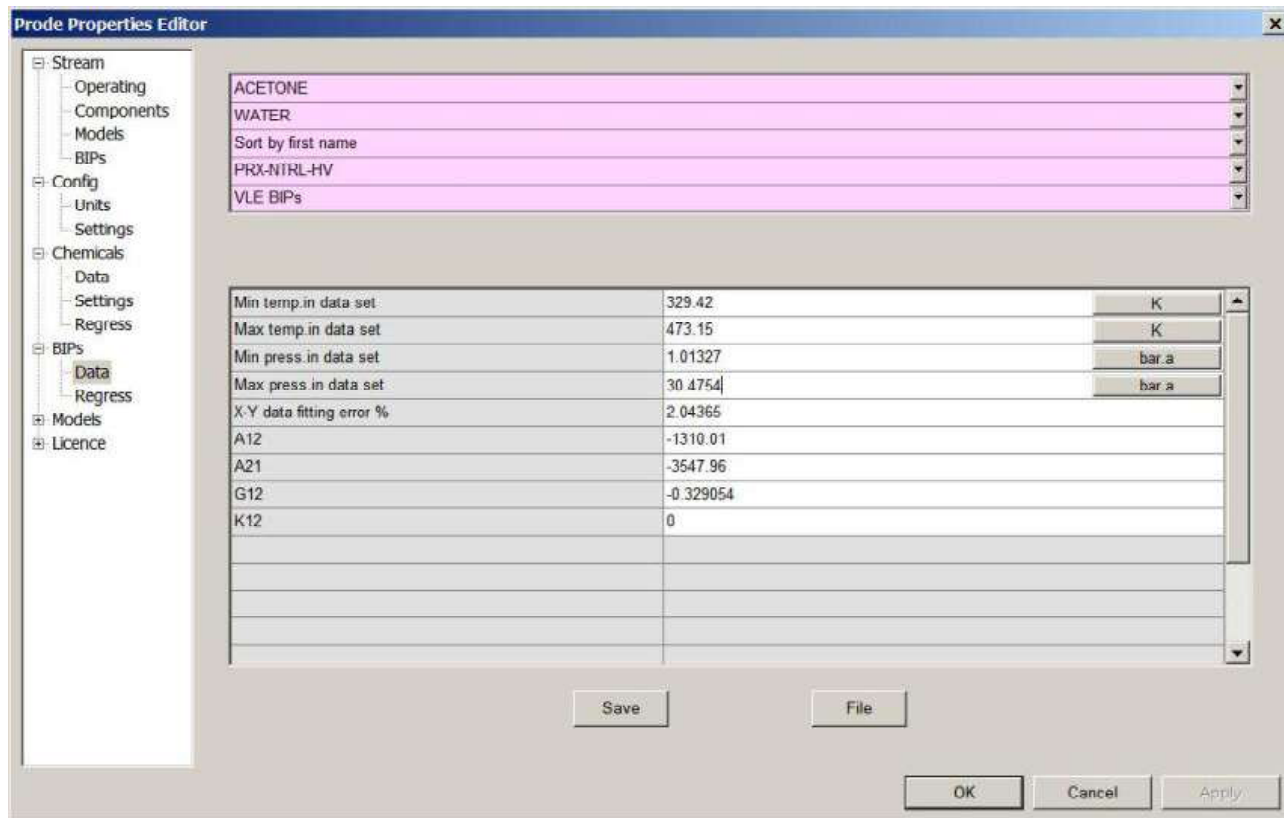 Prode Properties Editor
Stream
Operating
Components
Models
BIPs
Config
Units
Settings
Chemicals
Data
Settings
Regress
BIPs
Data
Regress
Models
Licence
ACETONE
WATER
Sort by first name
PRX-NTRL-HV
VLE BIPs
Min temp.in data set 329.42 K
Max temp.in data set 473.15 K
Min press.in data set 1.01327 bar.a
Max press.in data set 30.4754 bar.a
X-Y data fitting error % 2.04365
A12 -1310.01
A21 -3547.96
G12 -0.329054
K12 0
Save File
OK Cancel Apply